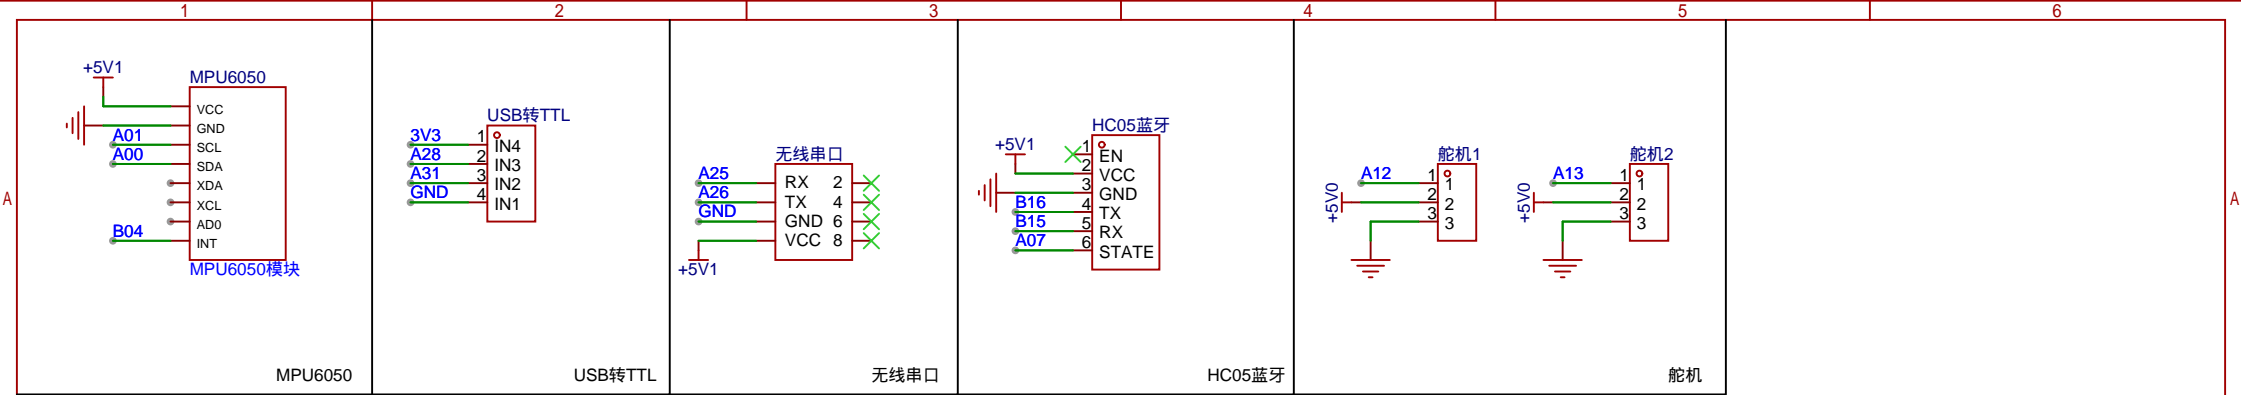 1 2 3 4 5 6
A A
+5V1
MPU6050
VCC
GND
A01 SCL
A00 SDA
XDA
XCL
AD0
B04 INT
MPU6050模块
MPU6050
USB转TTL
3V3 1 IN4
A28 2 IN3
A31 3 IN2
GND 4 IN1
USB转TTL
无线串口
A25 RX 2
A26 TX 4
GND GND 6
VCC 8
+5V1
无线串口
HC05蓝牙
+5V1
1 EN
2 VCC
3 GND
B16 4 TX
B15 5 RX
A07 6 STATE
HC05蓝牙
舵机1
A12 1 1
+5V0 2 2
3 3
舵机2
A13 1 1
+5V0 2 2
3 3
舵机